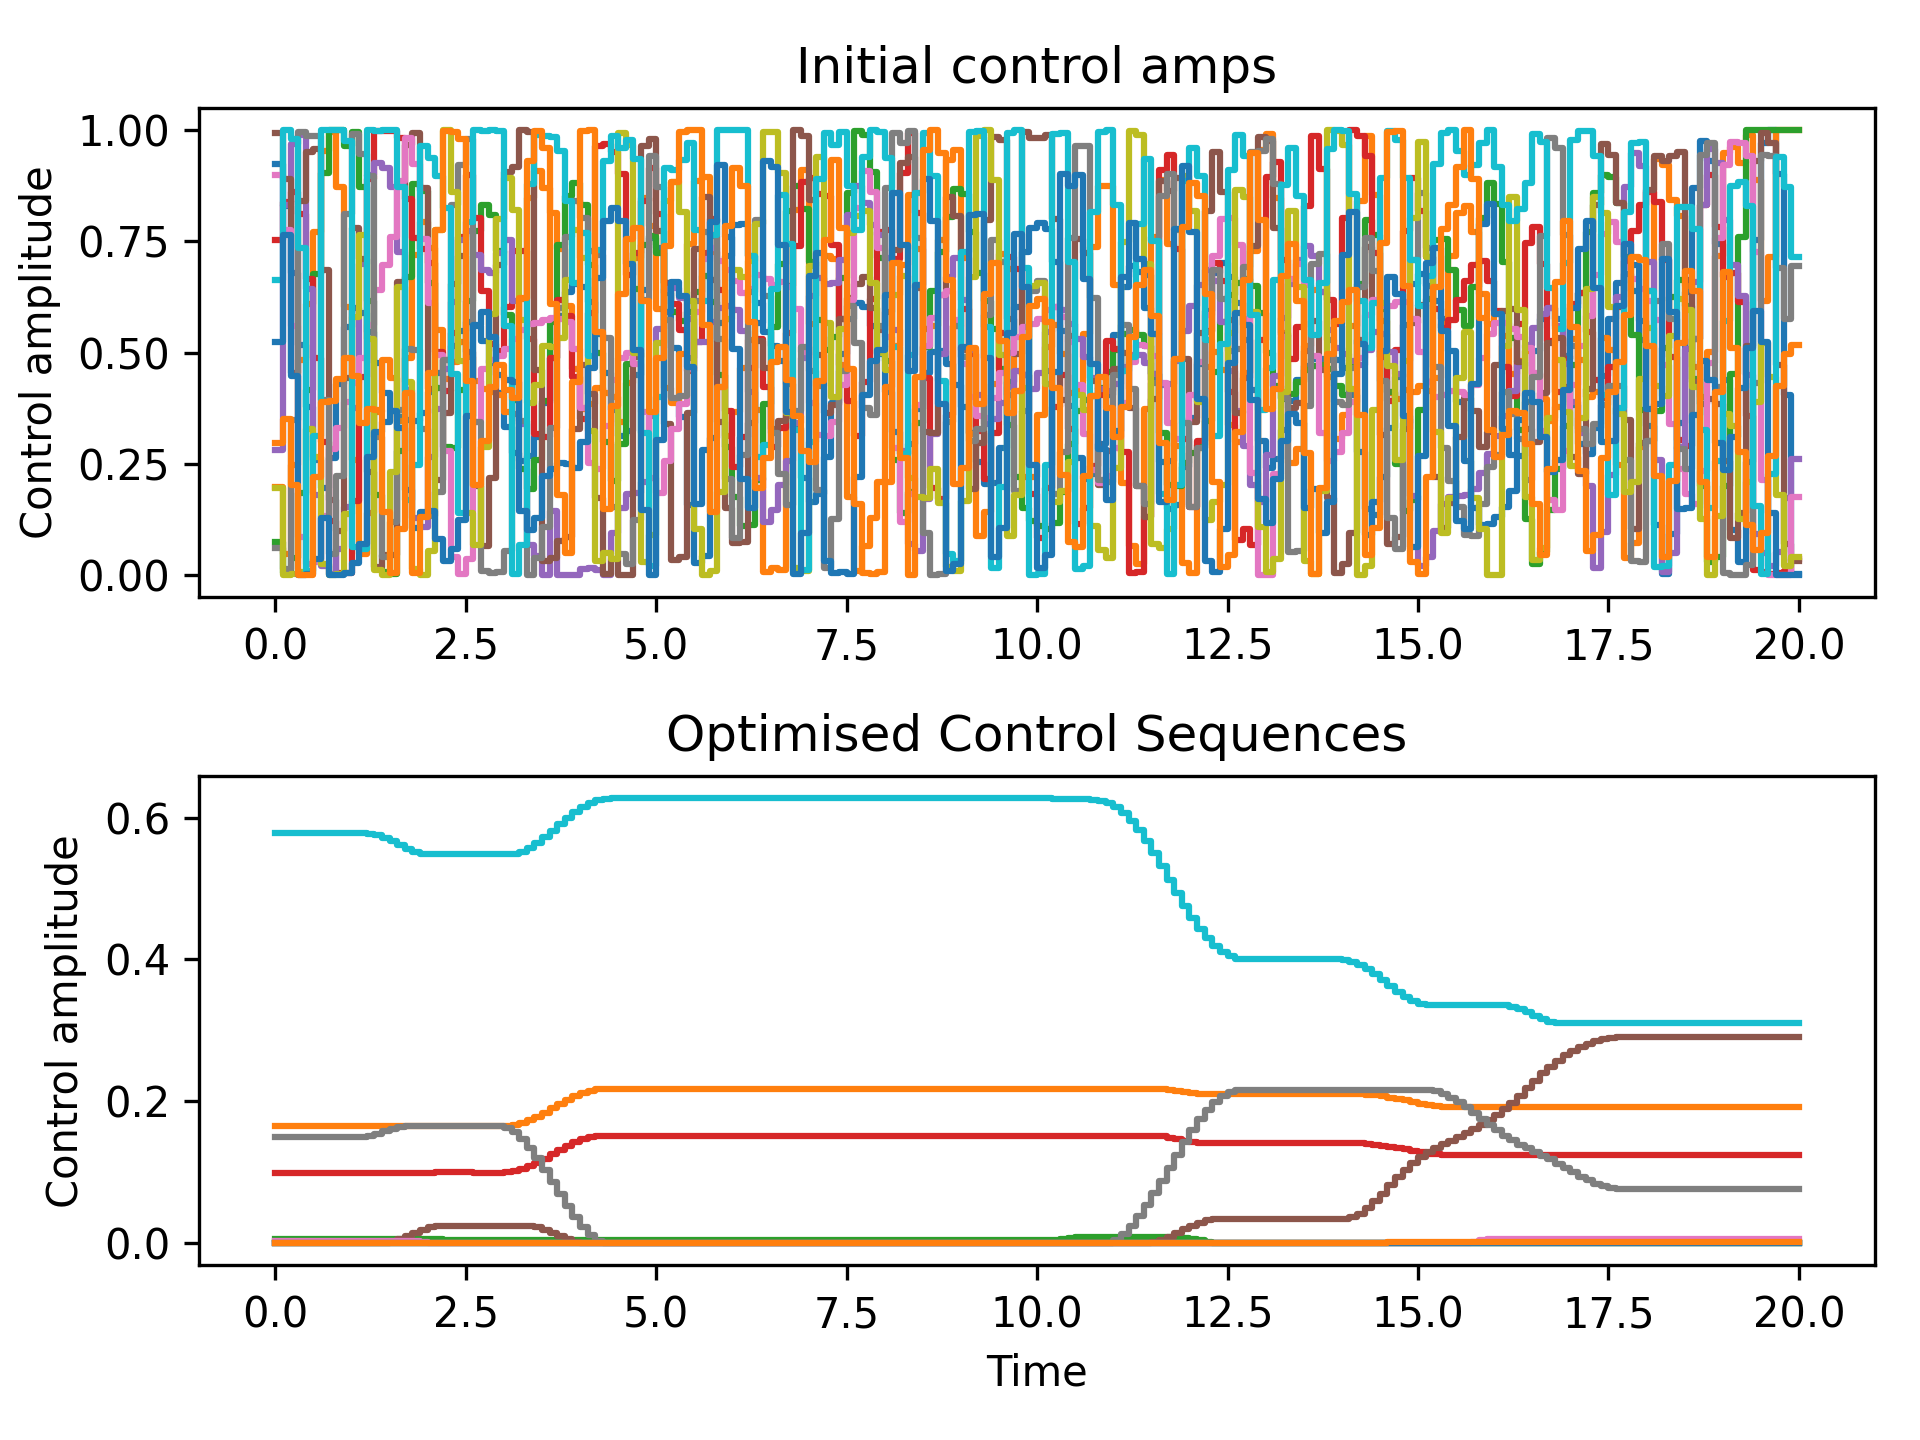 Initial control amps
Control amplitude
1.00
0.75
0.50
0.25
0.00
0.0 2.5 5.0 7.5 10.0 12.5 15.0 17.5 20.0
Optimised Control Sequences
Control amplitude
0.6
0.4
0.2
0.0
0.0 2.5 5.0 7.5 10.0 12.5 15.0 17.5 20.0
Time